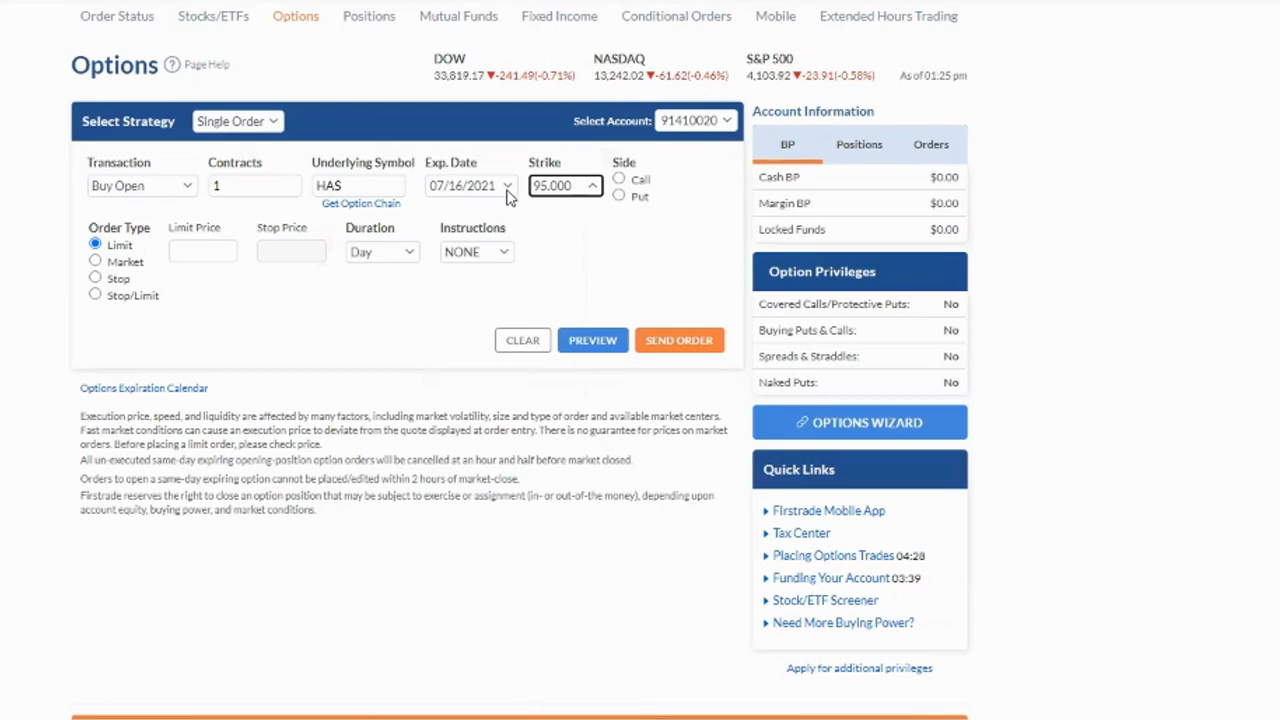 Order Status Stocks/ETFs Options Positions Mutual Funds Fixed Income Conditional Orders Mobile Extended Hours Trading
Options ? Page Help
DOW NASDAQ S&P 500
33,819.17 ▼-241.49(-0.71%) 13,242.02 ▼-61.62(-0.46%) 4,103.92 ▼-23.91(-0.58%) As of 01:25 pm
Select Strategy Single Order Select Account: 91410020
Transaction Contracts Underlying Symbol Exp. Date Strike Side
Buy Open 1 HAS 07/16/2021 95.000 Call
Put
Get Option Chain
Order Type Limit Price Stop Price Duration Instructions
Limit
Day NONE
Market
Stop
Stop/Limit
CLEAR PREVIEW SEND ORDER
Options Expiration Calendar
Execution price, speed, and liquidity are affected by many factors, including market volatility, size and type of order and available market centers.
Fast market conditions can cause an execution price to deviate from the quote displayed at order entry. There is no guarantee for prices on market
orders. Before placing a limit order, please check price.
All un-executed same-day expiring opening-position option orders will be cancelled at an hour and half before market closed.
Orders to open a same-day expiring option cannot be placed/edited within 2 hours of market-close.
Firstrade reserves the right to close an option position that may be subject to exercise or assignment (in- or out-of-the money), depending upon
account equity, buying power, and market conditions.
Account Information
BP Positions Orders
Cash BP $0.00
Margin BP $0.00
Locked Funds $0.00
Option Privileges
Covered Calls/Protective Puts: No
Buying Puts & Calls: No
Spreads & Straddles: No
Naked Puts: No
OPTIONS WIZARD
Quick Links
Firstrade Mobile App
Tax Center
Placing Options Trades 04:28
Funding Your Account 03:39
Stock/ETF Screener
Need More Buying Power?
Apply for additional privileges